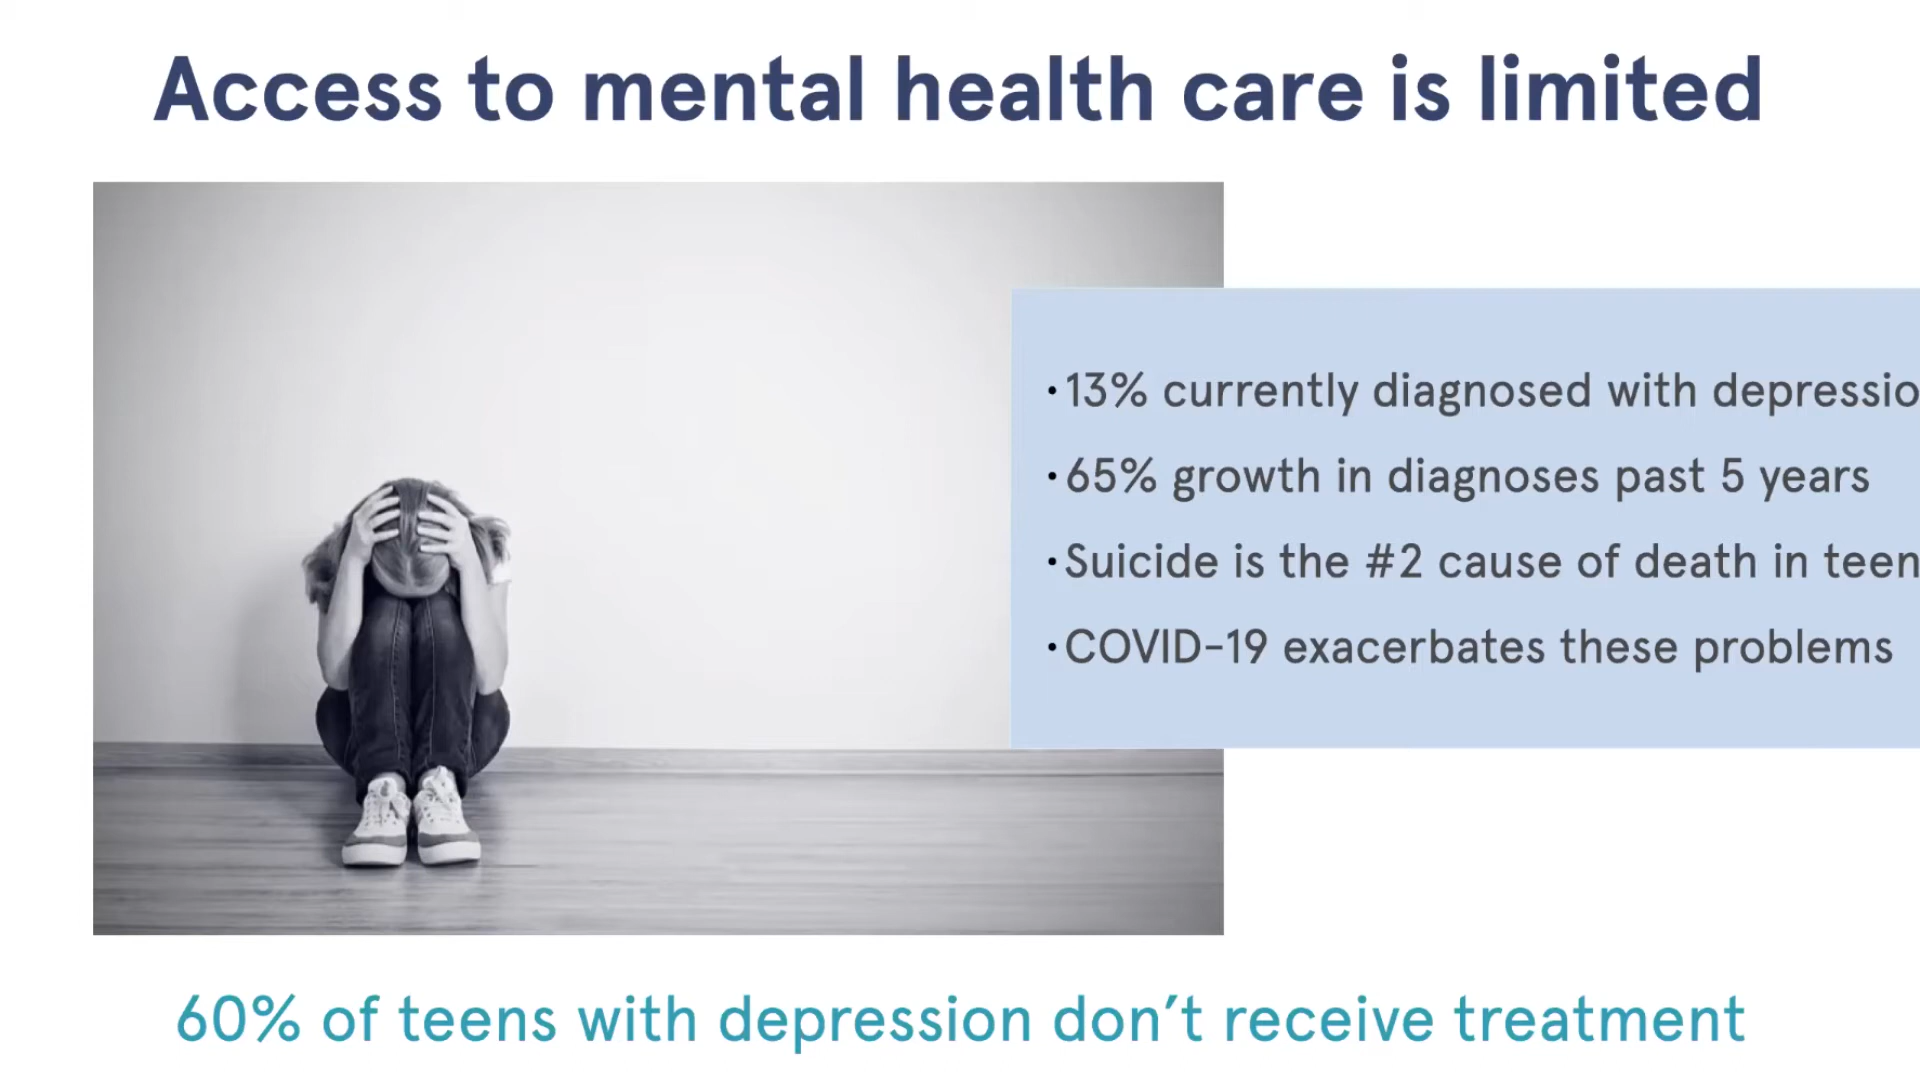 Access to mental health care is limited
·13% currently diagnosed with depressio
·65% growth in diagnoses past 5 years
·Suicide is the #2 cause of death in teen
·COVID-19 exacerbates these problems
60% of teens with depression don’t receive treatment